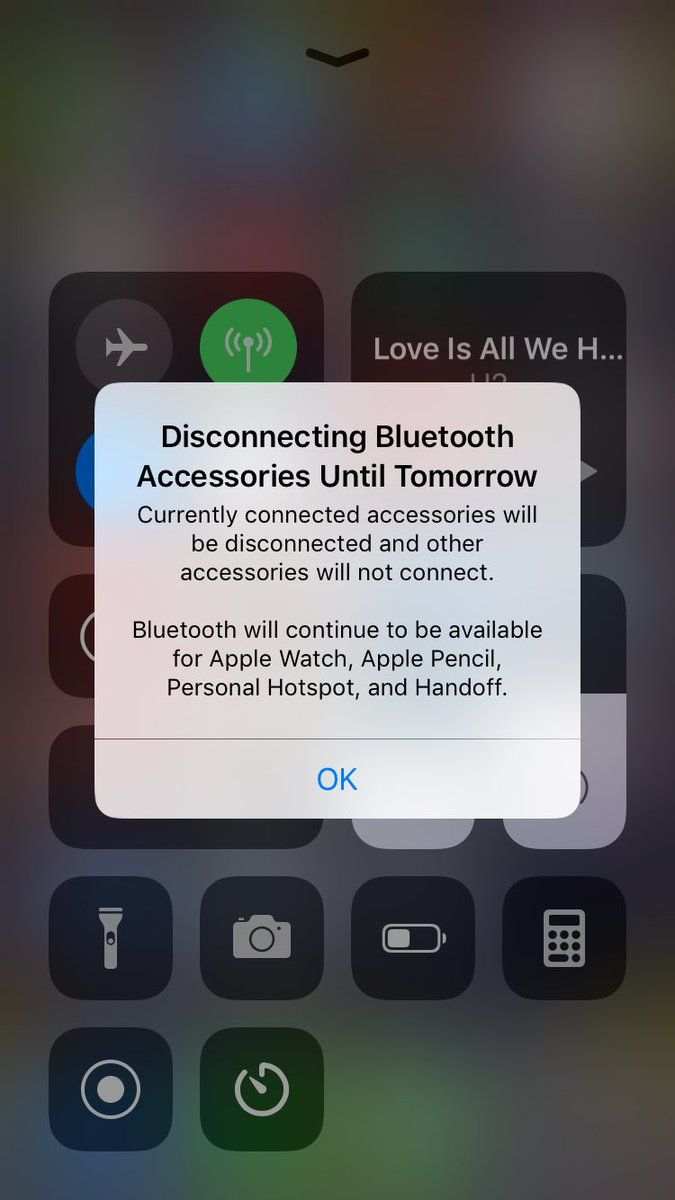 Love Is All We H...
Disconnecting Bluetooth
Accessories Until Tomorrow
Currently connected accessories will
be disconnected and other
accessories will not connect.
Bluetooth will continue to be available
for Apple Watch, Apple Pencil,
Personal Hotspot, and Handoff.
OK